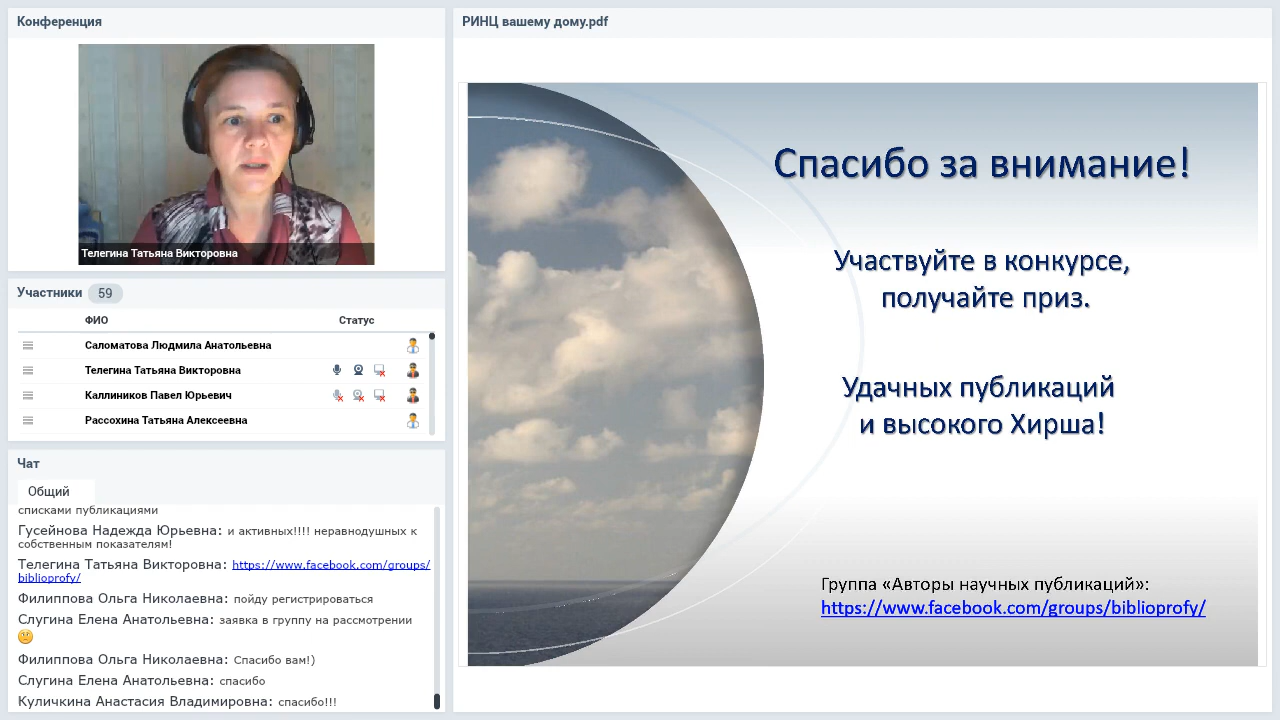 Конференция
Телегина Татьяна Викторовна
Участники 59
ФИО Статус
Саломатова Людмила Анатольевна
Телегина Татьяна Викторовна
Каллиников Павел Юрьевич
Рассохина Татьяна Алексеевна
Чат
Общий
списками публикациями
Гусейнова Надежда Юрьевна: и активных!!!! неравнодушных к
собственным показателям!
Телегина Татьяна Викторовна: https://www.facebook.com/groups/
biblioprofy/
Филиппова Ольга Николаевна: пойду регистрироваться
Слугина Елена Анатольевна: заявка в группу на рассмотрении
Филиппова Ольга Николаевна: Спасибо вам!)
Слугина Елена Анатольевна: спасибо
Куличкина Анастасия Владимировна: спасибо!!!
РИНЦ вашему дому.pdf
Спасибо за внимание!
Участвуйте в конкурсе,
получайте приз.
Удачных публикаций
и высокого Хирша!
Группа «Авторы научных публикаций»:
https://www.facebook.com/groups/biblioprofy/